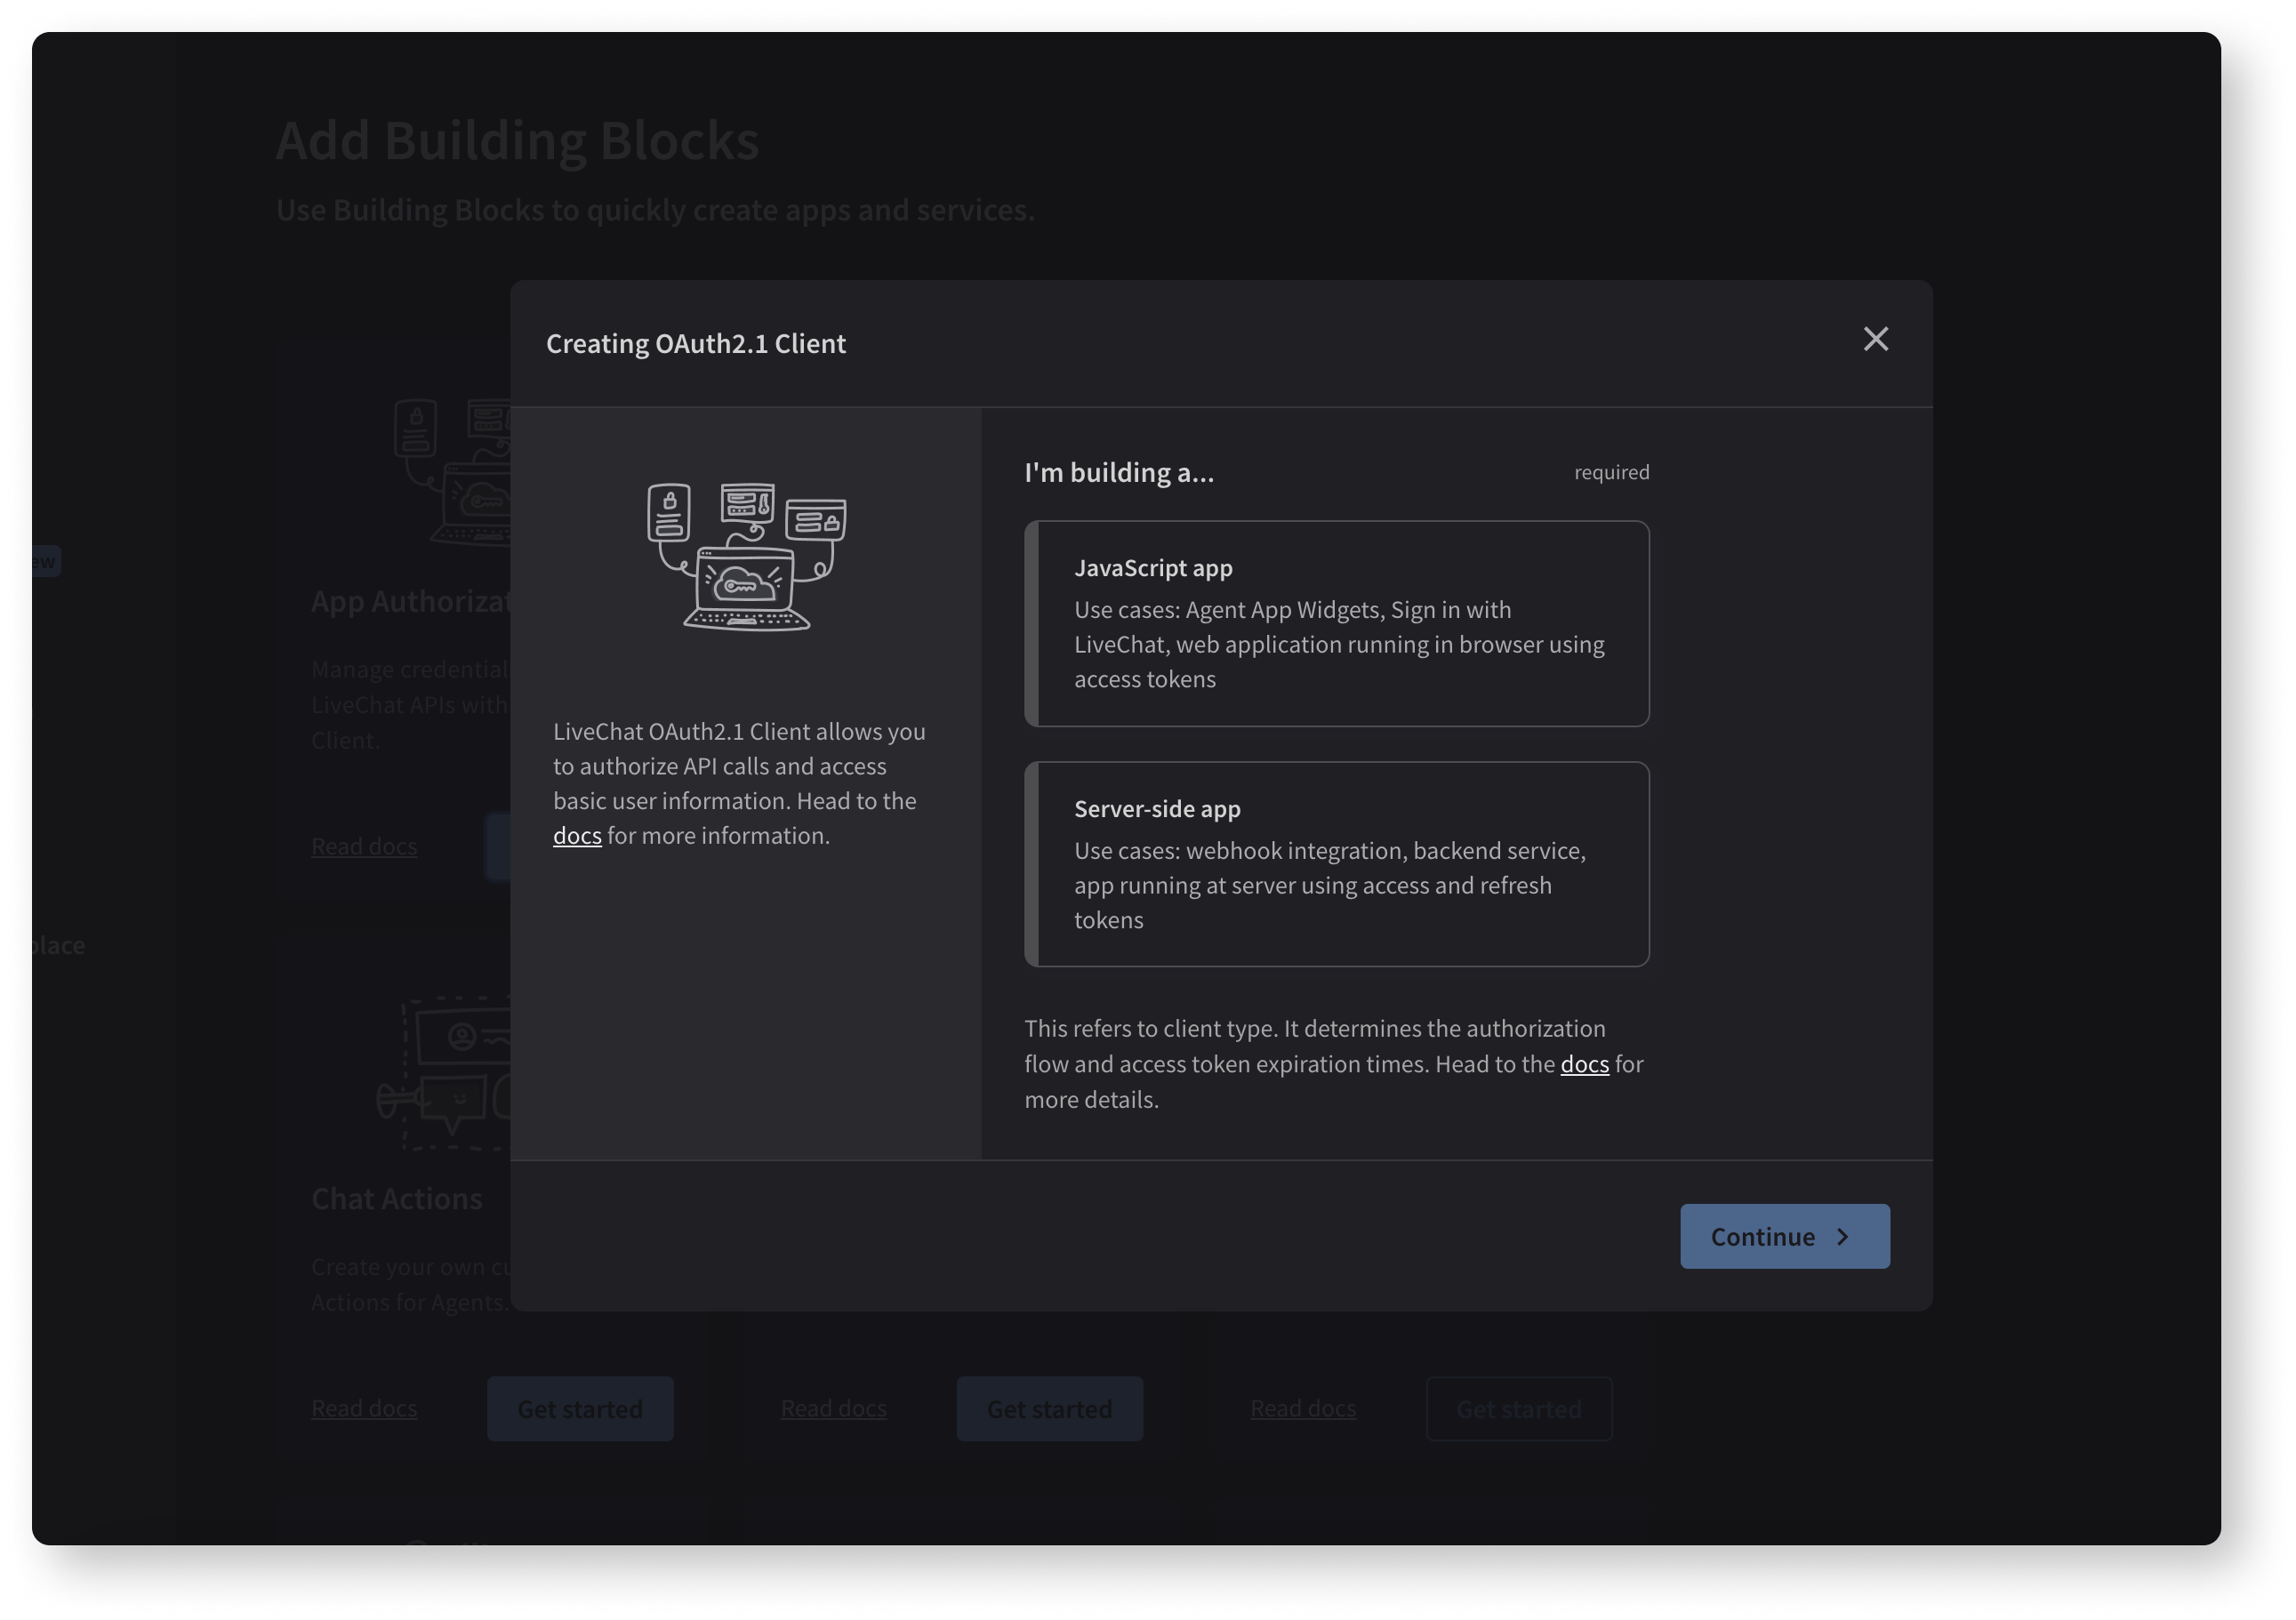 Add Building Blocks
Use Building Blocks to quickly create apps and services.
Creating OAuth2.1 Client
LiveChat OAuth2.1 Client allows you
to authorize API calls and access
basic user information. Head to the
docs for more information.
I'm building a...
required
JavaScript app
Use cases: Agent App Widgets, Sign in with
LiveChat, web application running in browser using
access tokens
Server-side app
Use cases: webhook integration, backend service,
app running at server using access and refresh
tokens
This refers to client type. It determines the authorization
flow and access token expiration times. Head to the docs for
more details.
Continue
ew
place
App Authorizat
Manage credential
LiveChat APIs with
Client.
Read docs
Chat Actions
Create your own cu
Actions for Agents.
Read docs
Get started
Read docs
Get started
Read docs
Get started